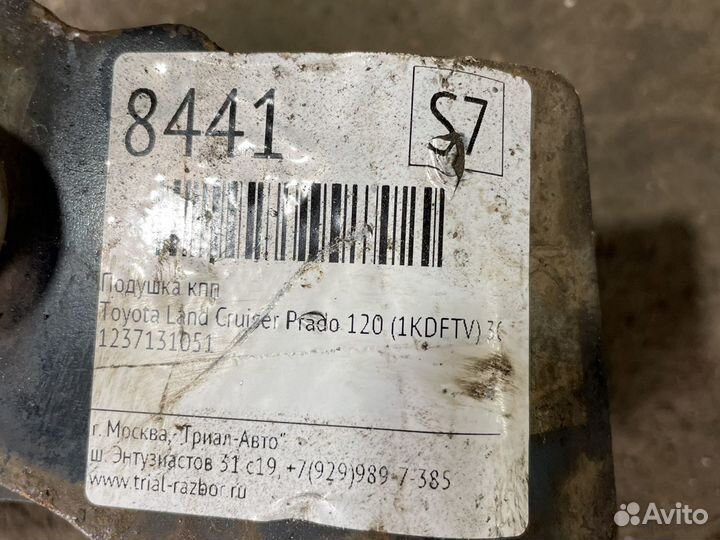 8441
S7
Подушка кпп
Toyota Land Cruiser Prado 120 (1KDFTV)
1237131051
г. Москва, "Триал-Авто"
ш. Энтузиастов 31 с19, +7(929)989-7-385
www.trial-razbor.ru
Avito